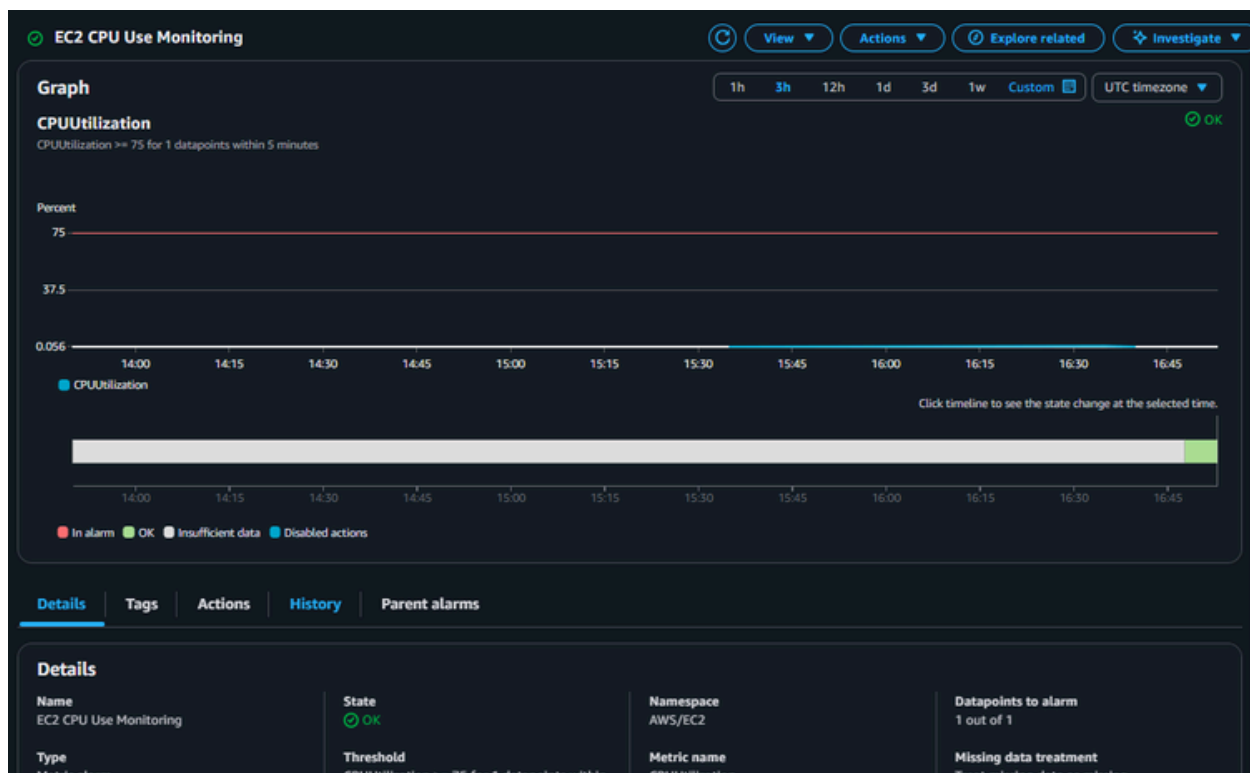 EC2 CPU Use Monitoring
View ▼ Actions ▼ Explore related Investigate ▼
Graph
1h 3h 12h 1d 3d 1w Custom UTC timezone ▼
CPUUtilization
OK
CPUUtilization >= 75 for 1 datapoints within 5 minutes
Percent
75
37.5
0.056
14:00 14:15 14:30 14:45 15:00 15:15 15:30 15:45 16:00 16:15 16:30 16:45
CPUUtilization
Click timeline to see the state change at the selected time.
14:00 14:15 14:30 14:45 15:00 15:15 15:30 15:45 16:00 16:15 16:30 16:45
In alarm OK Insufficient data Disabled actions
Details Tags Actions History Parent alarms
Details
Name State Namespace Datapoints to alarm
EC2 CPU Use Monitoring OK AWS/EC2 1 out of 1
Type Threshold Metric name Missing data treatment